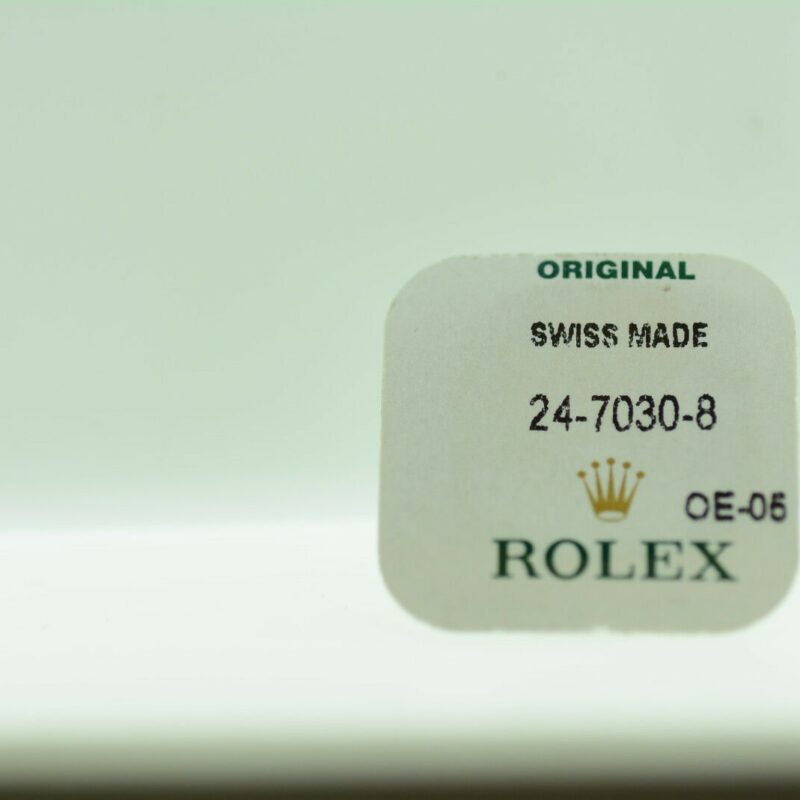 ORIGINAL
SWISS MADE
24-7030-8
OE-05
ROLEX